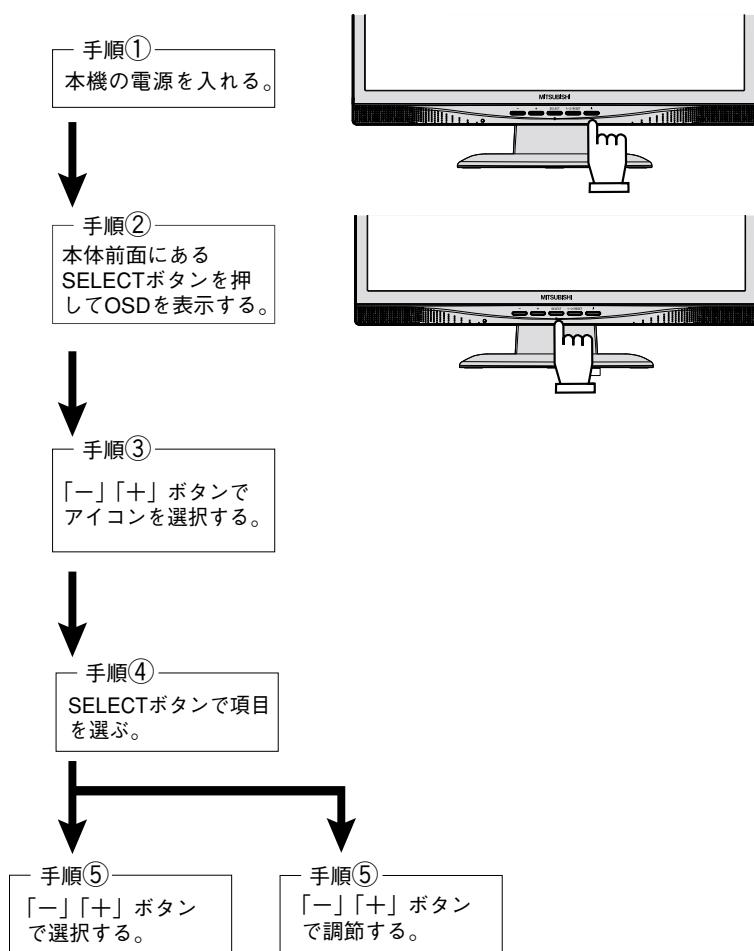 手順①
本機の電源を入れる。
MITSUBISHI
− + SELECT
手順②
本体前面にある
SELECTボタンを押
してOSDを表示する。
MITSUBISHI
手順③
「−」「+」ボタンで
アイコンを選択する。
手順④
SELECTボタンで項目
を選ぶ。
手順⑤
「−」「+」ボタン
で選択する。
手順⑤
「−」「+」ボタン
で調節する。